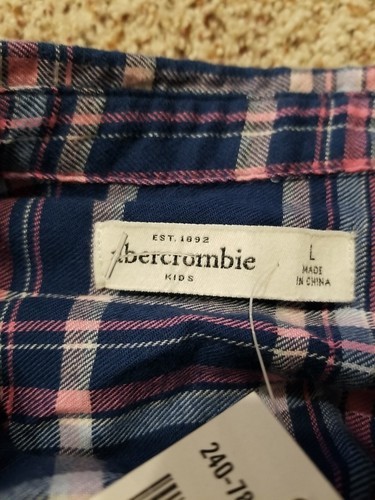 EST. 1892
abercrombie
KIDS
L
MADE
IN CHINA
240-78